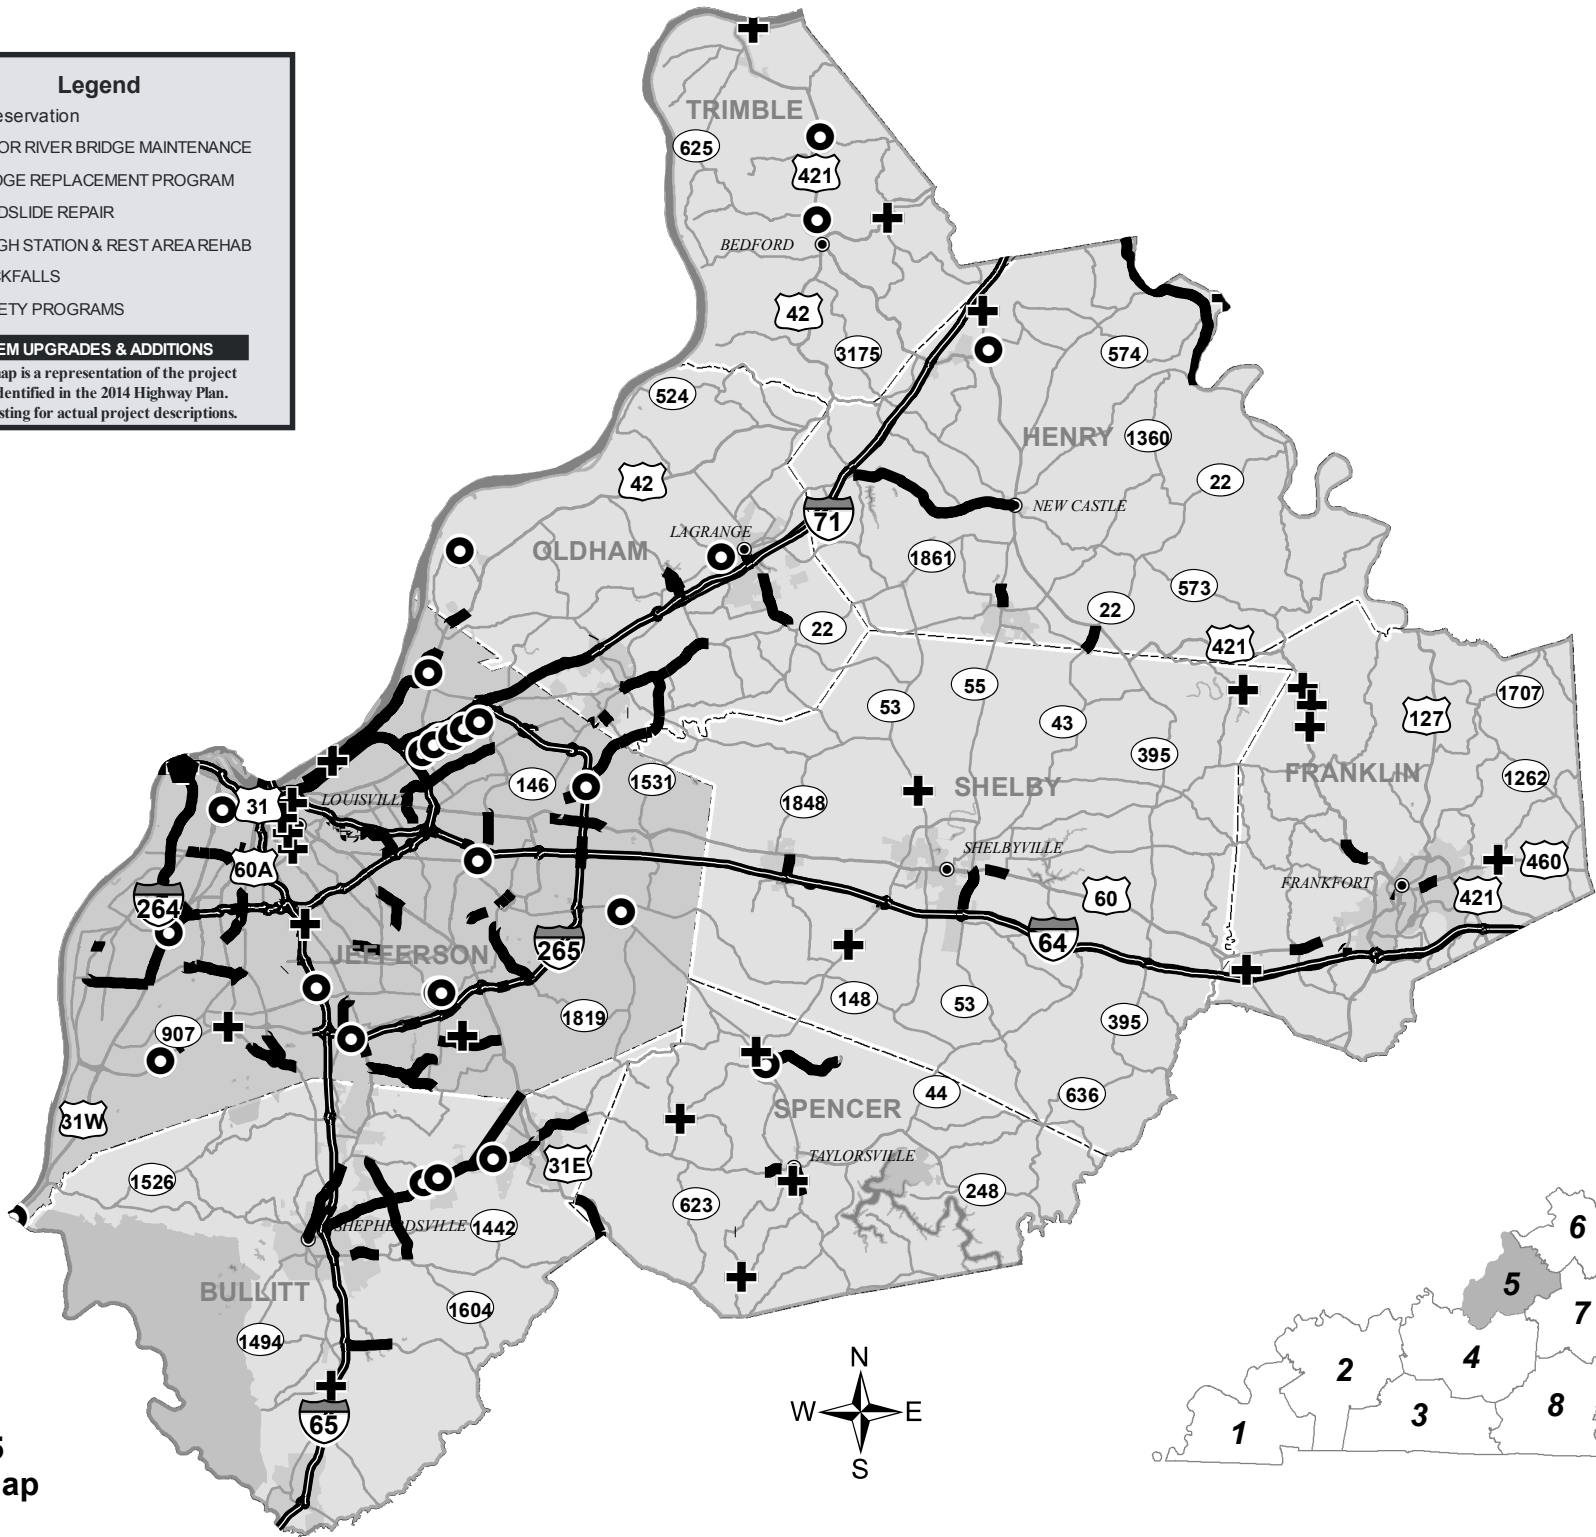 Legend
eservation
OR RIVER BRIDGE MAINTENANCE
DGE REPLACEMENT PROGRAM
DSLIDE REPAIR
GH STATION & REST AREA REHAB
CKFALLS
ETY PROGRAMS
EM UPGRADES & ADDITIONS
ap is a representation of the project
dentified in the 2014 Highway Plan.
sting for actual project descriptions.
TRIMBLE
625
421
BEDFORD
42
3175
574
524
HENRY
1360
42
22
71
NEW CASTLE
LAGRANGE
OLDHAM
1861
573
22
22
421
55
53
43
1707
127
395
FRANKLIN
1262
146
1531
SHELBY
1848
31
LOUISVILLE
SHELBYVILLE
60A
460
FRANKFORT
421
60
264
64
265
JEFFERSON
148
53
395
1819
907
44
636
SPENCER
31W
TAYLORSVILLE
31E
1526
248
623
SHEPHERDSVILLE
1442
BULLITT
1604
1494
65
N
W
E
S
6
5
7
4
2
3
8
1
5
ap